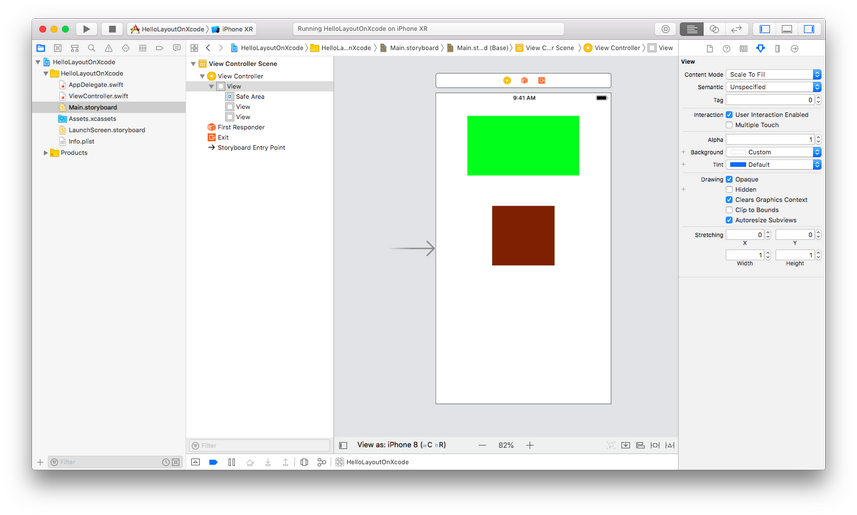 HelloLayoutOnXcode iPhone XR
Running HelloLayoutOnXcode on iPhone XR
HelloLayoutOnXcode HelloLa...nXcode Main.storyboard Main.st...d (Base) View C...r Scene View Controller View
HelloLayoutOnXcode
HelloLayoutOnXcode
AppDelegate.swift
ViewController.swift
Main.storyboard
Assets.xcassets
LaunchScreen.storyboard
Info.plist
Products
Filter
View Controller Scene
View Controller
View
Safe Area
View
View
First Responder
Exit
Storyboard Entry Point
Filter
9:41 AM
View as: iPhone 8 (wC hR)
82%
HelloLayoutOnXcode
View
Content Mode Scale To Fill
Semantic Unspecified
Tag 0
Interaction User Interaction Enabled
Multiple Touch
Alpha 1
Background Custom
Tint Default
Drawing Opaque
Hidden
Clears Graphics Context
Clip to Bounds
Autoresize Subviews
Stretching 0 0
X Y
1 1
Width Height